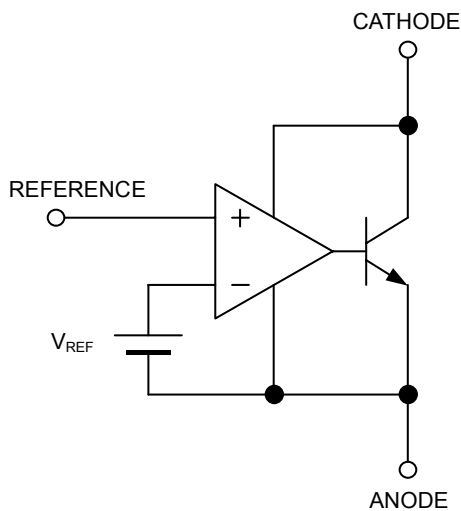 CATHODE
REFERENCE
+
−
VREF
ANODE